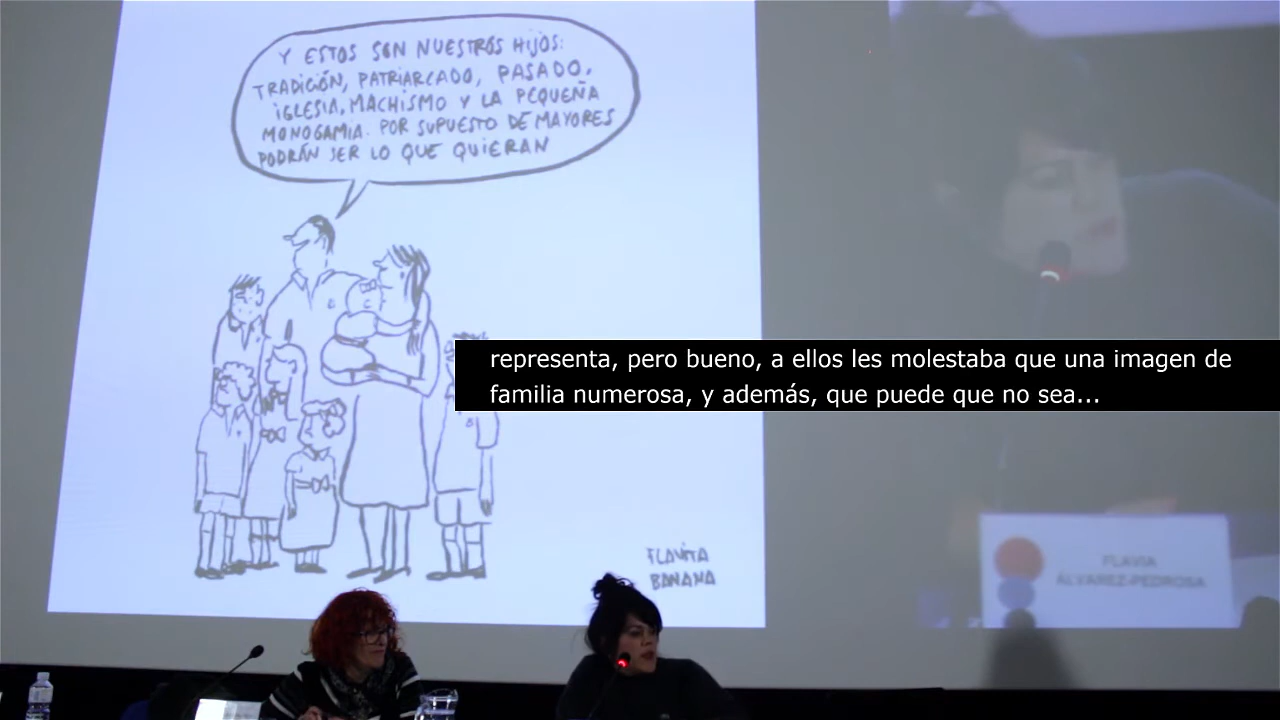 Y ESTOS SON NUESTROS HIJOS:
TRADICIÓN, PATRIARCADO, PASADO,
IGLESIA, MACHISMO Y LA PEQUEÑA
MONOGAMIA. POR SUPUESTO DE MAYORES
PODRÁN SER LO QUE QUIERAN
representa, pero bueno, a ellos les molestaba que una imagen de
familia numerosa, y además, que puede que no sea...
FLAVITA
BANANA
FLAVIA
ÁLVAREZ-PEDROSA